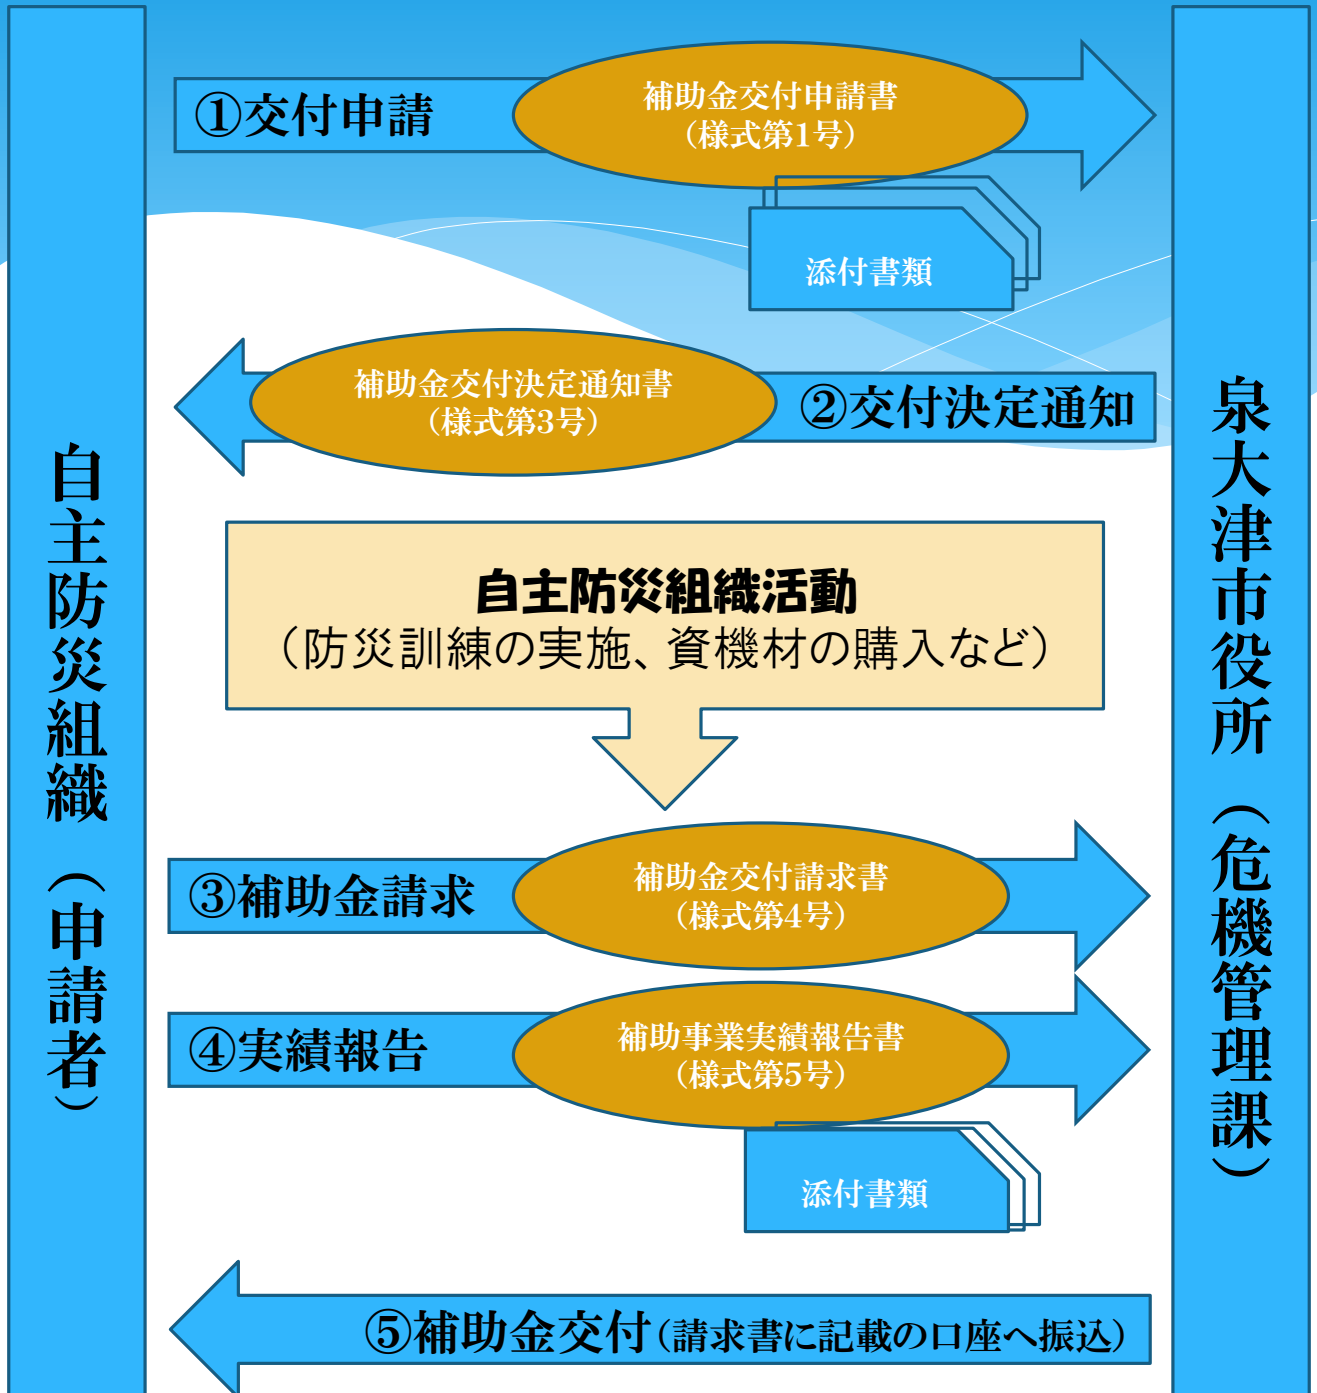 自主防災組織（申請者）
泉大津市役所（危機管理課）
①交付申請
補助金交付申請書
（様式第1号）
添付書類
補助金交付決定通知書
（様式第3号）
②交付決定通知
自主防災組織活動
（防災訓練の実施、資機材の購入など）
③補助金請求
補助金交付請求書
（様式第4号）
④実績報告
補助事業実績報告書
（様式第5号）
添付書類
⑤補助金交付（請求書に記載の口座へ振込）